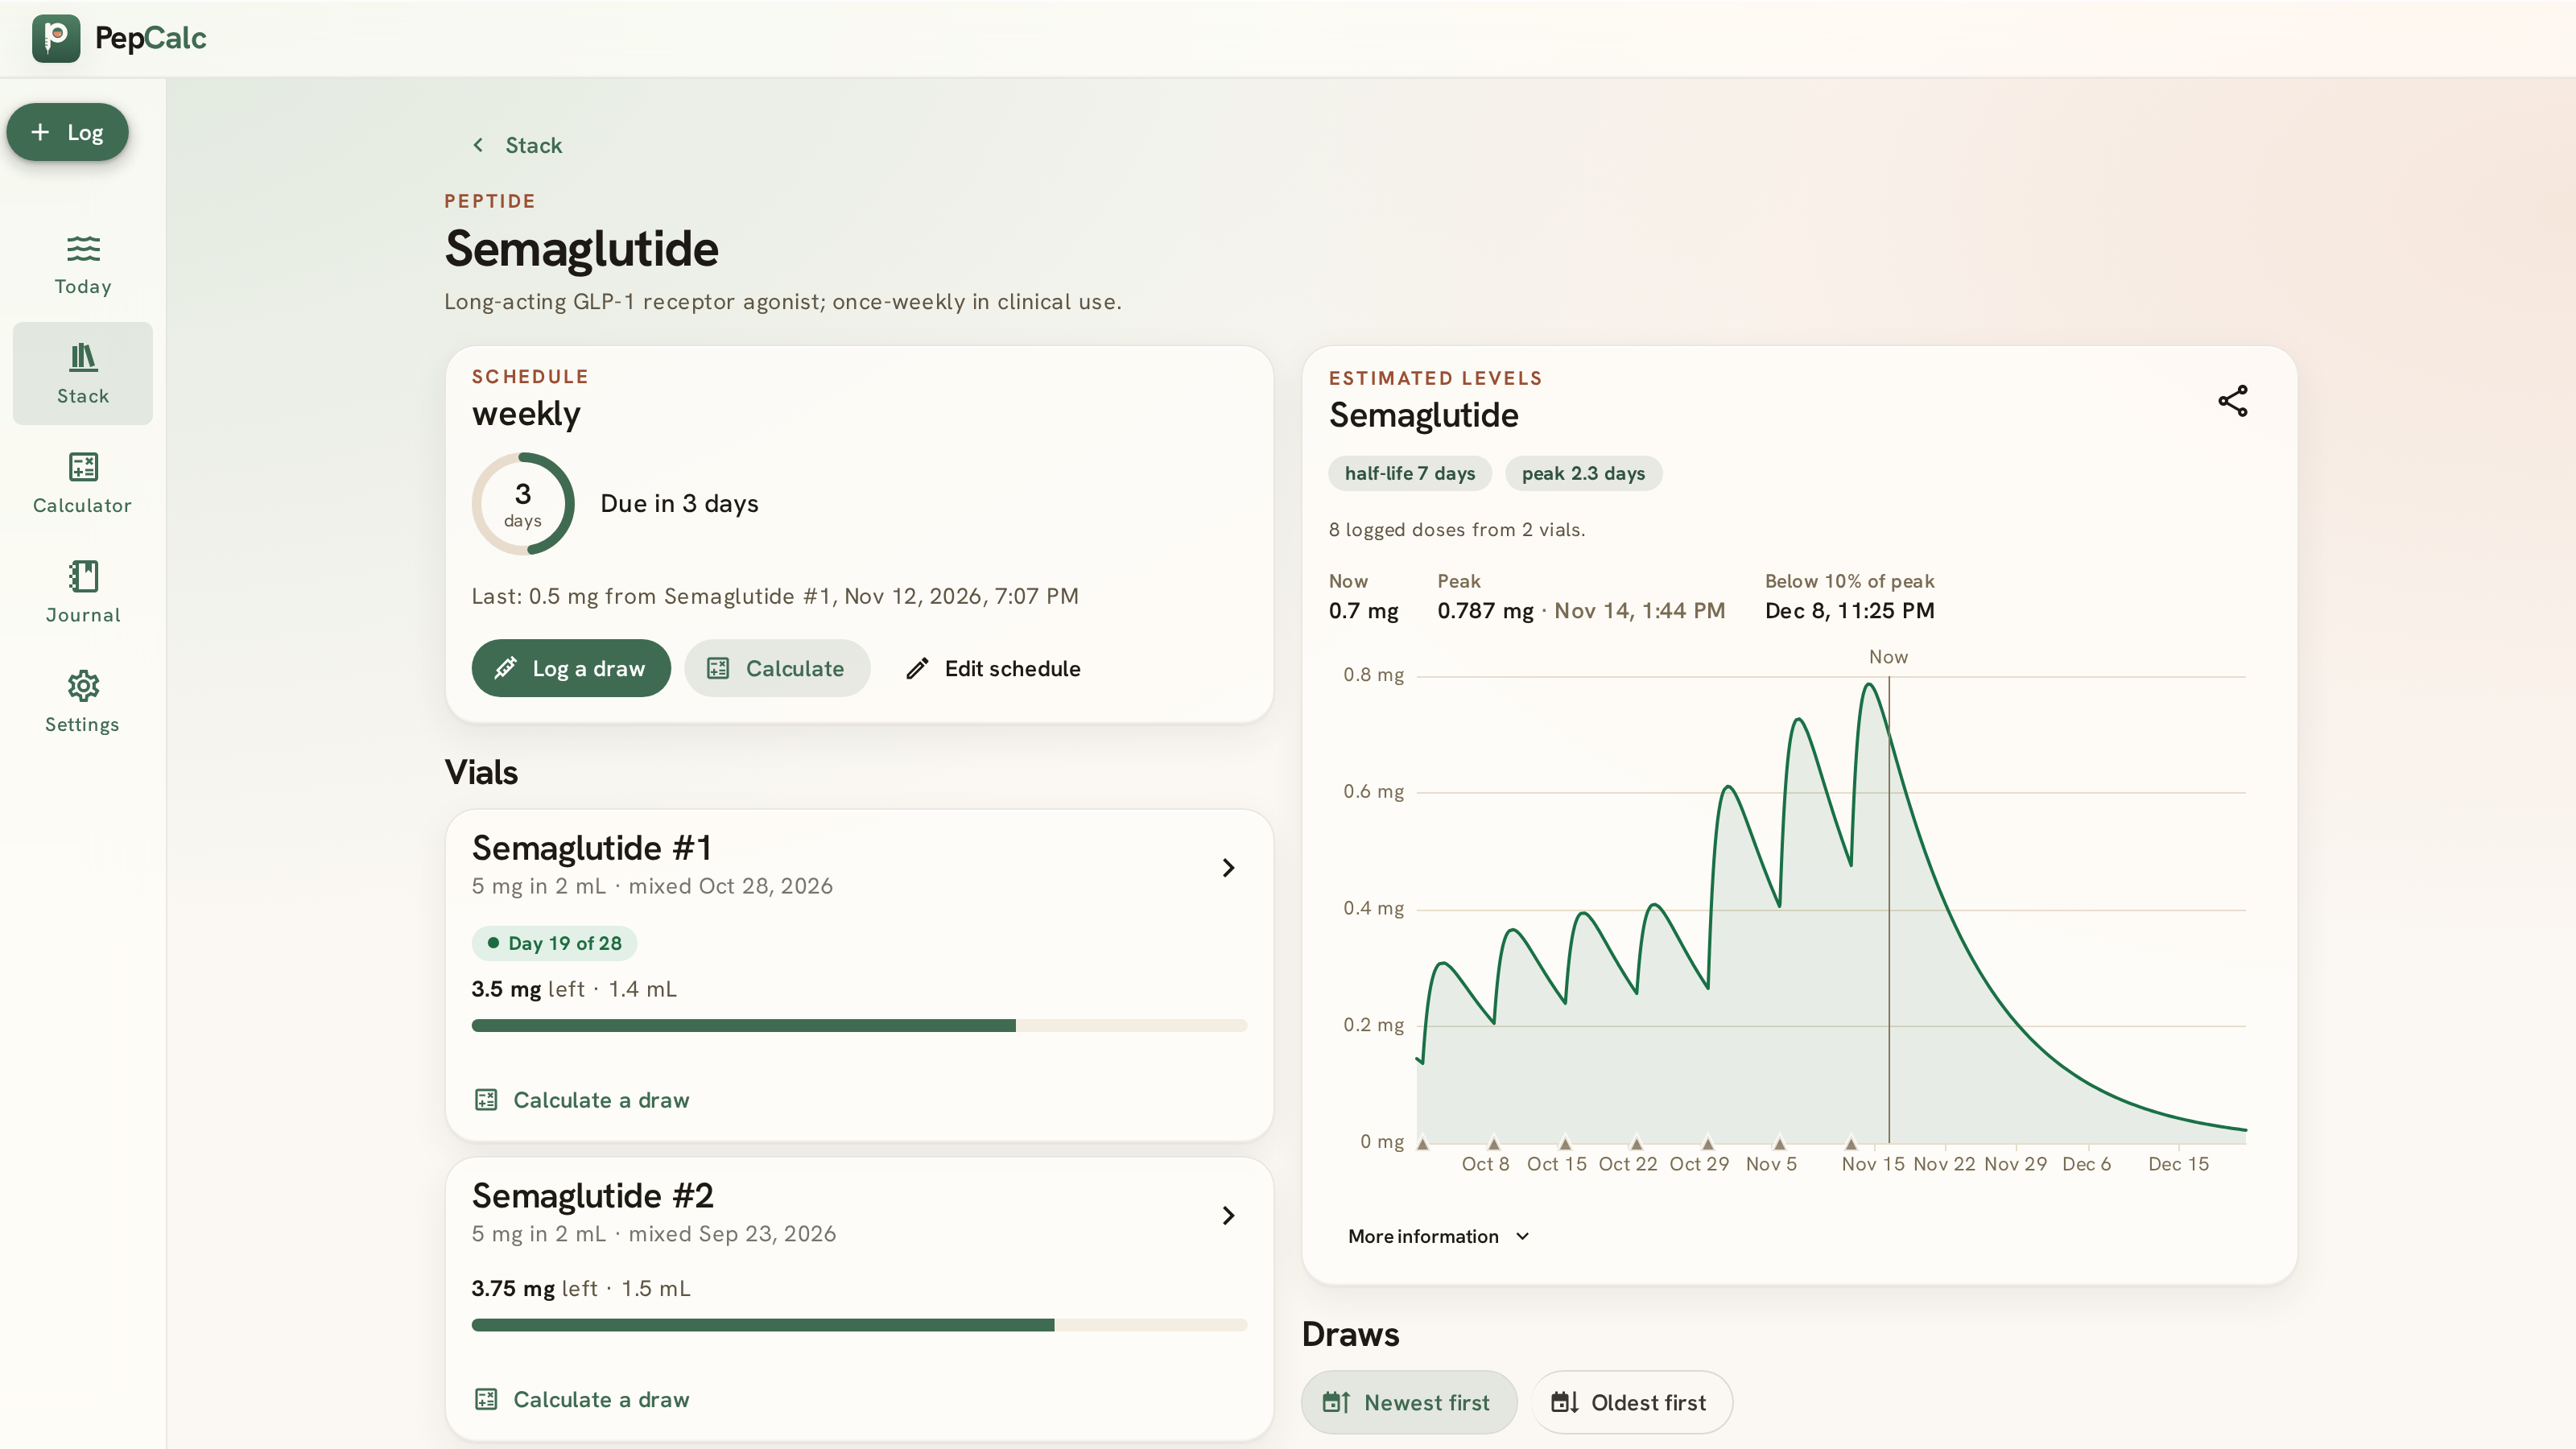 PepCalc
Log
Today
Stack
Calculator
Journal
Settings
Stack
PEPTIDE
Semaglutide
Long-acting GLP-1 receptor agonist; once-weekly in clinical use.
SCHEDULE
weekly
3
days
Due in 3 days
Last: 0.5 mg from Semaglutide #1, Nov 12, 2026, 7:07 PM
Log a draw
Calculate
Edit schedule
Vials
Semaglutide #1
5 mg in 2 mL · mixed Oct 28, 2026
Day 19 of 28
3.5 mg left · 1.4 mL
Calculate a draw
Semaglutide #2
5 mg in 2 mL · mixed Sep 23, 2026
3.75 mg left · 1.5 mL
Calculate a draw
ESTIMATED LEVELS
Semaglutide
half-life 7 days
peak 2.3 days
8 logged doses from 2 vials.
Now
0.7 mg
Peak
0.787 mg · Nov 14, 1:44 PM
Below 10% of peak
Dec 8, 11:25 PM
Now
0.8 mg
0.6 mg
0.4 mg
0.2 mg
0 mg
Oct 8 Oct 15 Oct 22 Oct 29 Nov 5 Nov 15 Nov 22 Nov 29 Dec 6 Dec 15
More information
Draws
Newest first
Oldest first